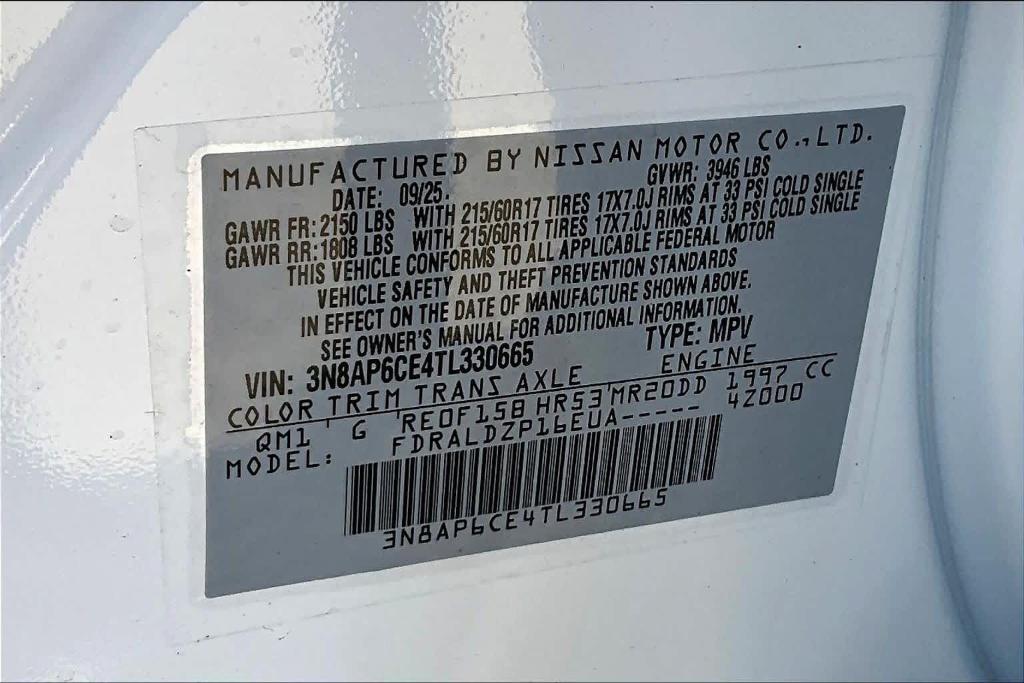 MANUFACTURED BY NISSAN MOTOR CO., LTD.
DATE: 09/25. GVWR: 3946 LBS
GAWR FR: 2150 LBS WITH 215/60R17 TIRES 17X7.0J RIMS AT 33 PSI COLD SINGLE
GAWR RR: 1808 LBS WITH 215/60R17 TIRES 17X7.0J RIMS AT 33 PSI COLD SINGLE
THIS VEHICLE CONFORMS TO ALL APPLICABLE FEDERAL MOTOR
VEHICLE SAFETY AND THEFT PREVENTION STANDARDS
IN EFFECT ON THE DATE OF MANUFACTURE SHOWN ABOVE.
SEE OWNER'S MANUAL FOR ADDITIONAL INFORMATION.
VIN: 3N8AP6CE4TL330665 TYPE: MPV
COLOR TRIM TRANS AXLE ENGINE
QM1 G RE0F15B HR53 MR20DD 1997 CC
MODEL: FDRALDZP16EUA----- 42000
3N8AP6CE4TL330665